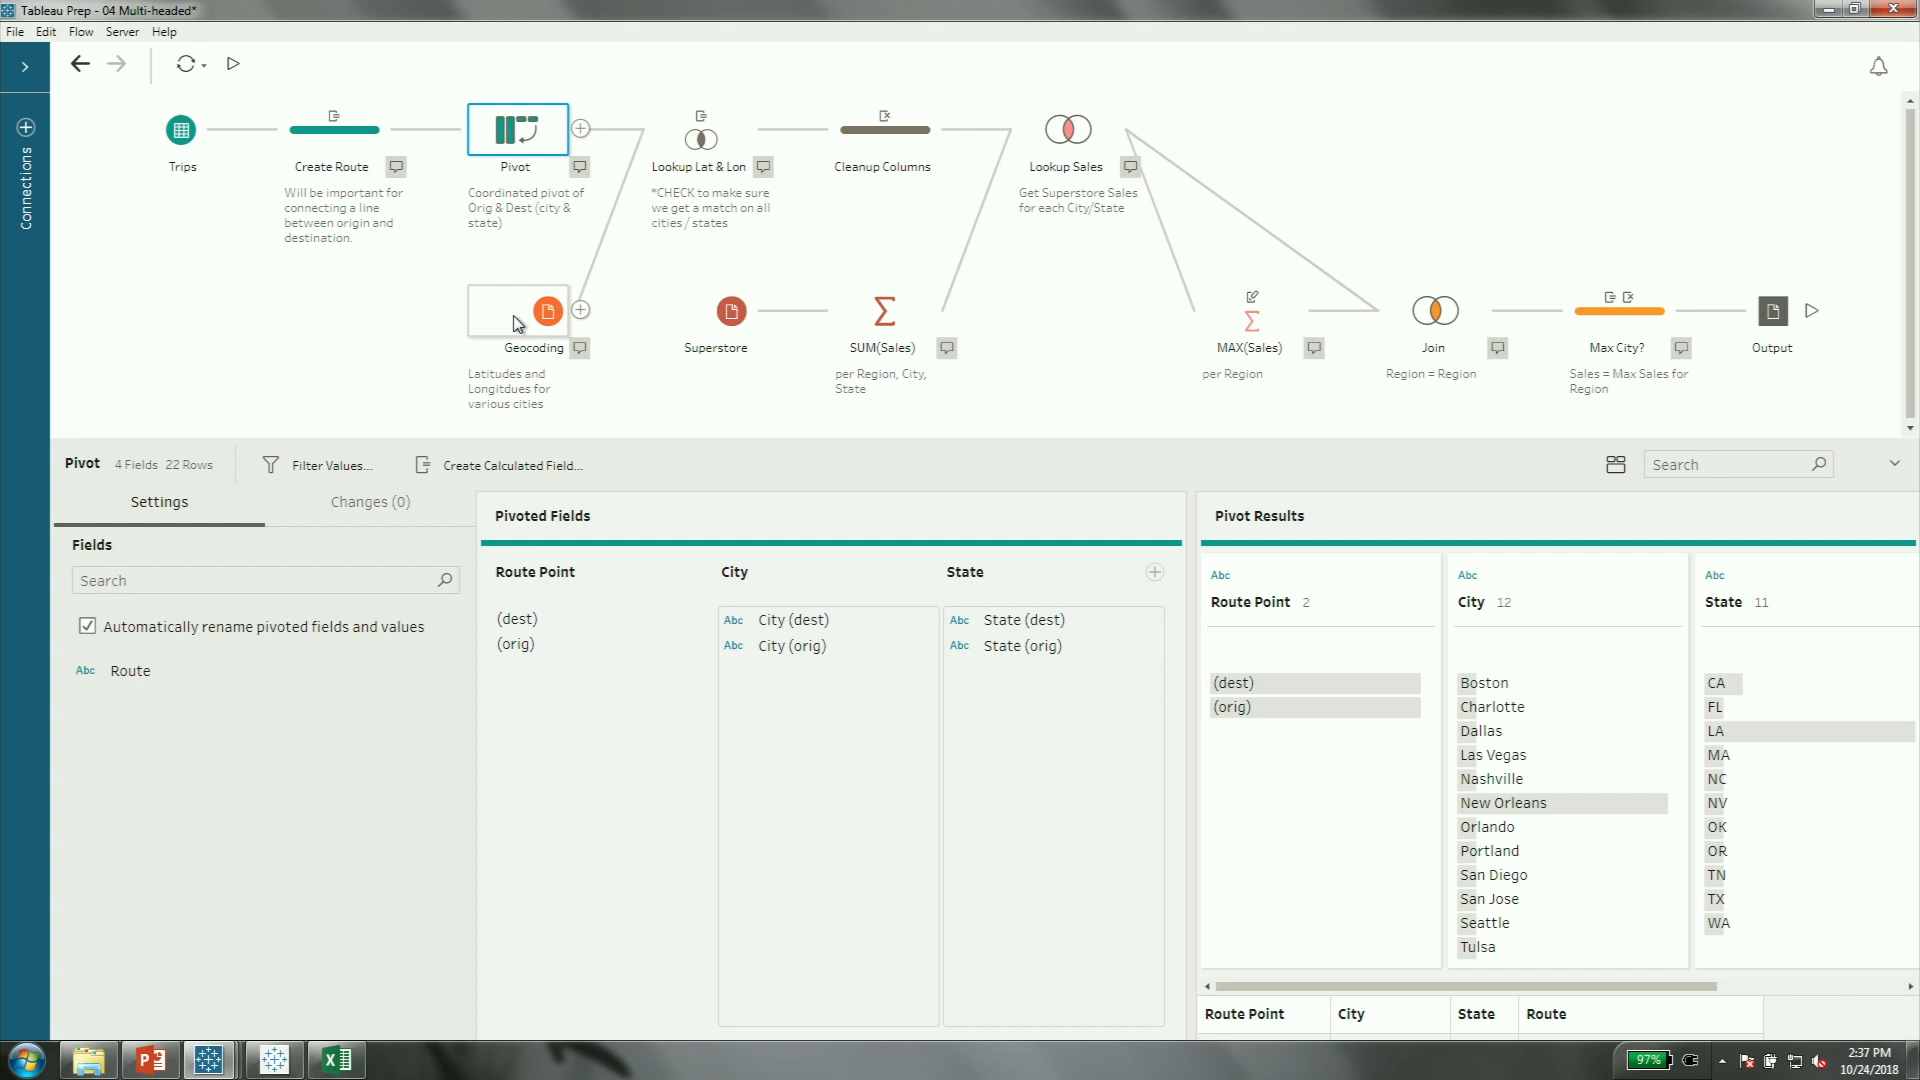 Tableau Prep - 04 Multi-headed*
File Edit Flow Server Help
Connections
Trips
Create Route
Will be important for
connecting a line
between origin and
destination.
Pivot
Coordinated pivot of
Orig & Dest (city &
state)
Lookup Lat & Lon
*CHECK to make sure
we get a match on all
cities / states
Cleanup Columns
Lookup Sales
Get Superstore Sales
for each City/State
Geocoding
Latitudes and
Longitdues for
various cities
Superstore
SUM(Sales)
per Region, City,
State
MAX(Sales)
per Region
Join
Region = Region
Max City?
Sales = Max Sales for
Region
Output
Pivot 4 Fields 22 Rows Filter Values... Create Calculated Field... Search
Settings Changes (0)
Fields
Search
Automatically rename pivoted fields and values
Abc Route
Pivoted Fields
Route Point City State
(dest) Abc City (dest) Abc State (dest)
(orig) Abc City (orig) Abc State (orig)
Pivot Results
Abc
Route Point 2
(dest)
(orig)
Abc
City 12
Boston
Charlotte
Dallas
Las Vegas
Nashville
New Orleans
Orlando
Portland
San Diego
San Jose
Seattle
Tulsa
Abc
State 11
CA
FL
LA
MA
NC
NV
OK
OR
TN
TX
WA
Route Point City State Route
97%
2:37 PM
10/24/2018